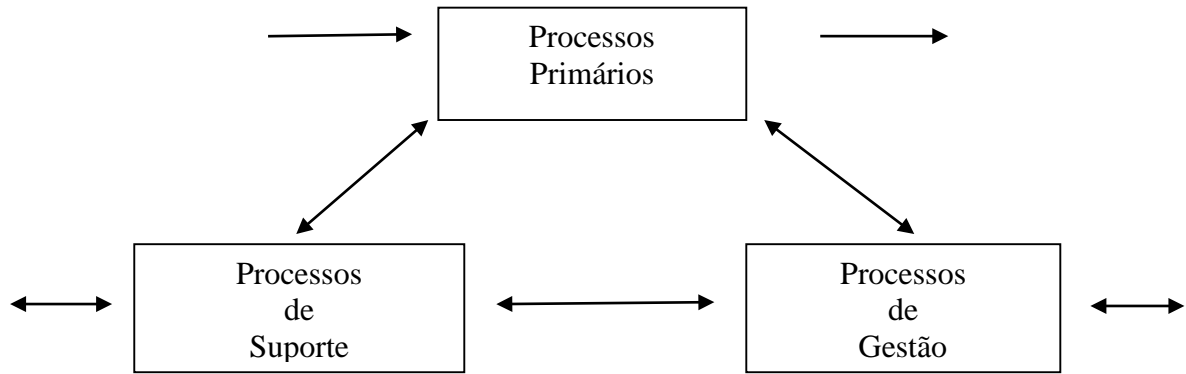 Processos
Primários
Processos
de
Suporte
Processos
de
Gestão